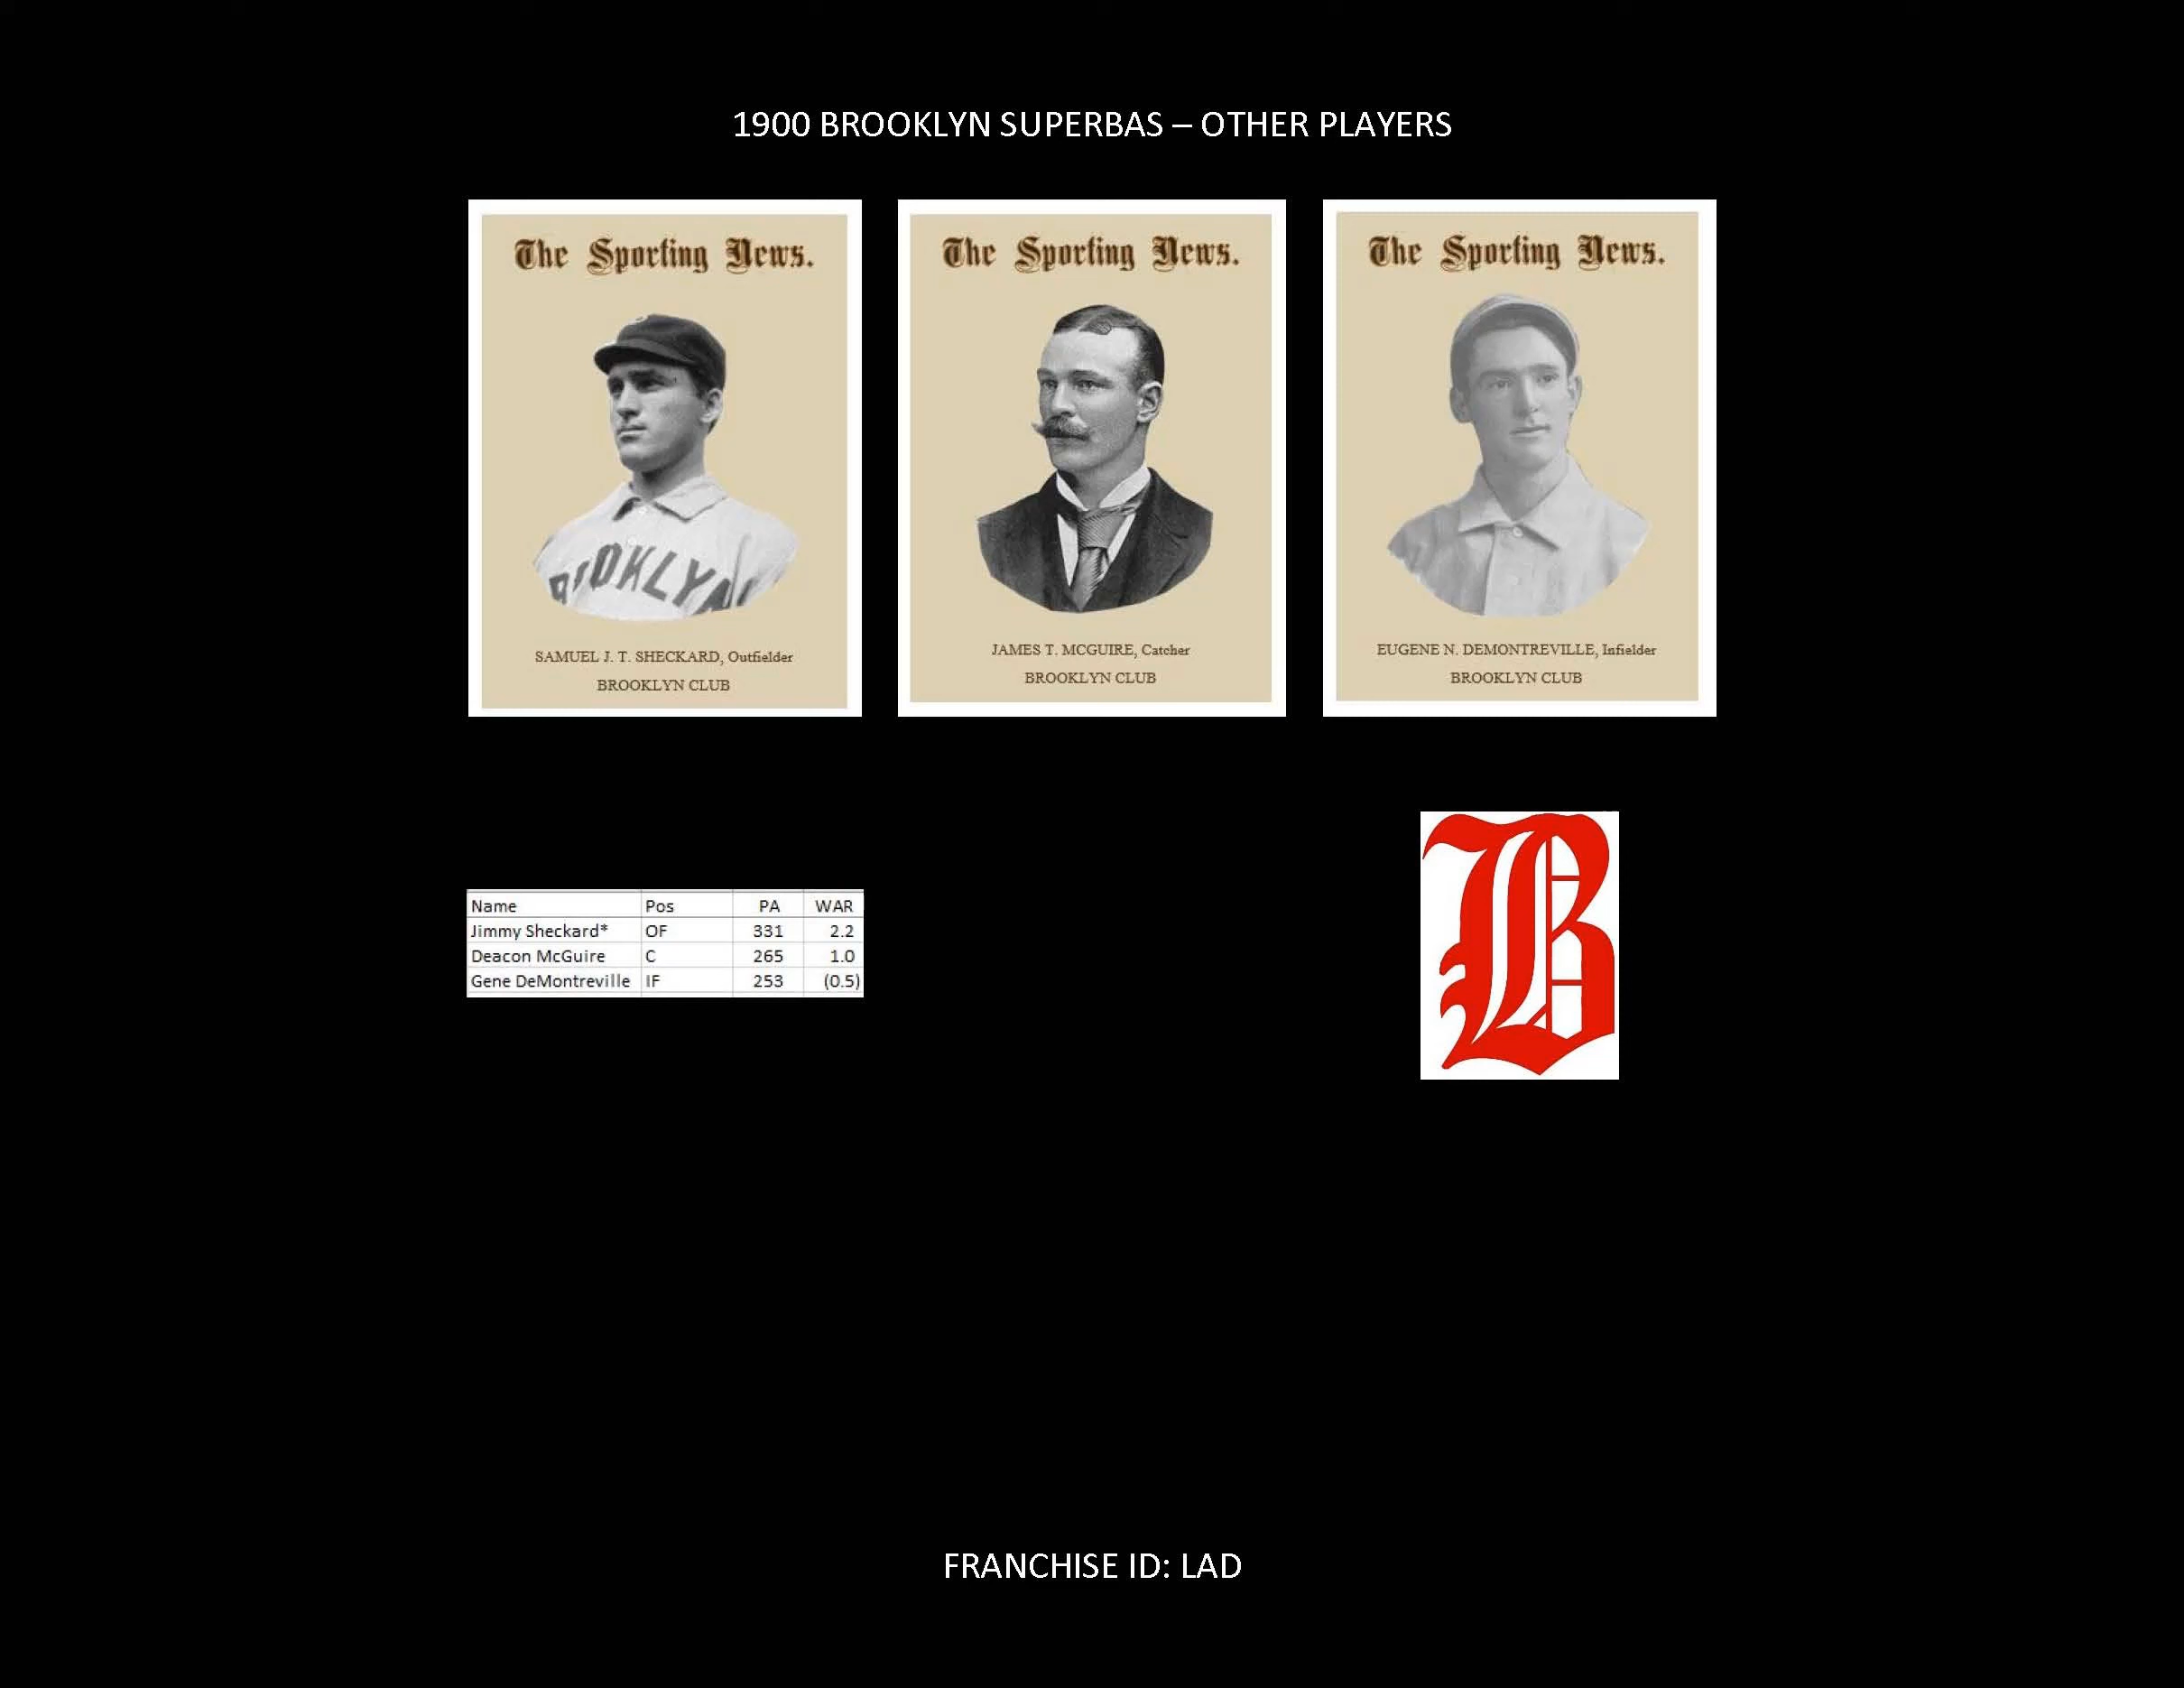 1900 BROOKLYN SUPERBAS – OTHER PLAYERS
The Sporting News.
BROOKLYN
SAMUEL J. T. SHECKARD, Outfielder
BROOKLYN CLUB
The Sporting News.
JAMES T. MCGUIRE, Catcher
BROOKLYN CLUB
The Sporting News.
EUGENE N. DEMONTREVILLE, Infielder
BROOKLYN CLUB
Name Pos PA WAR
Jimmy Sheckard* OF 331 2.2
Deacon McGuire C 265 1.0
Gene DeMontreville IF 253 (0.5)
B
FRANCHISE ID: LAD